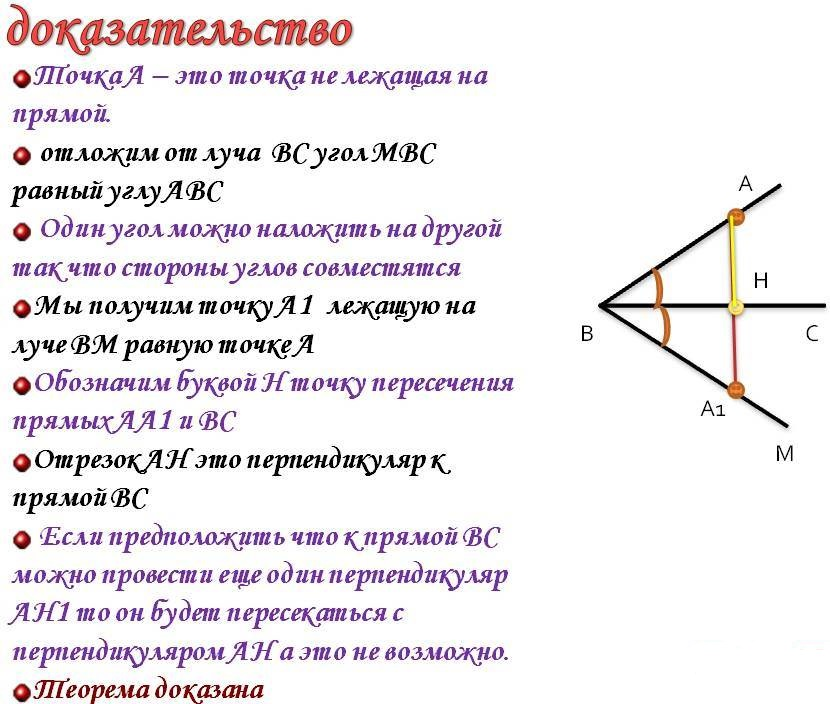 доказательство
Точка А – это точка не лежащая на
прямой.
отложим от луча ВС угол МВС
равный углу АВС
Один угол можно наложить на другой
так что стороны углов совместятся
Мы получим точку А1 лежащую на
луче ВМ равную точке А
Обозначим буквой Н точку пересечения
прямых АА1 и ВС
Отрезок АН это перпендикуляр к
прямой ВС
Если предположить что к прямой ВС
можно провести еще один перпендикуляр
АН1 то он будет пересекаться с
перпендикуляром АН а это не возможно.
Теорема доказана
А
Н
В
С
А1
М